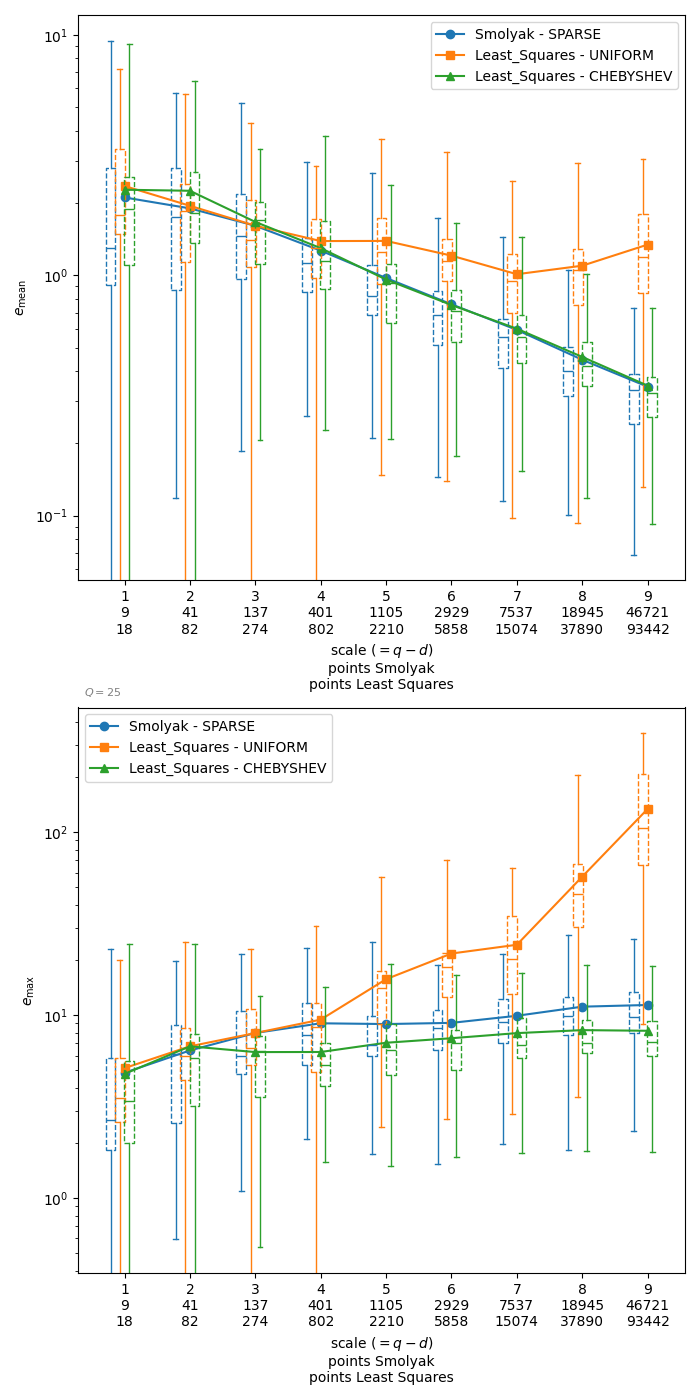 Smolyak - SPARSE
Least_Squares - UNIFORM
Least_Squares - CHEBYSHEV
10¹
10⁰
10⁻¹
e_mean
1 2 3 4 5 6 7 8 9
9 41 137 401 1105 2929 7537 18945 46721
18 82 274 802 2210 5858 15074 37890 93442
scale (= q − d)
points Smolyak
points Least Squares
Q = 25
Smolyak - SPARSE
Least_Squares - UNIFORM
Least_Squares - CHEBYSHEV
10²
10¹
10⁰
e_max
1 2 3 4 5 6 7 8 9
9 41 137 401 1105 2929 7537 18945 46721
18 82 274 802 2210 5858 15074 37890 93442
scale (= q − d)
points Smolyak
points Least Squares